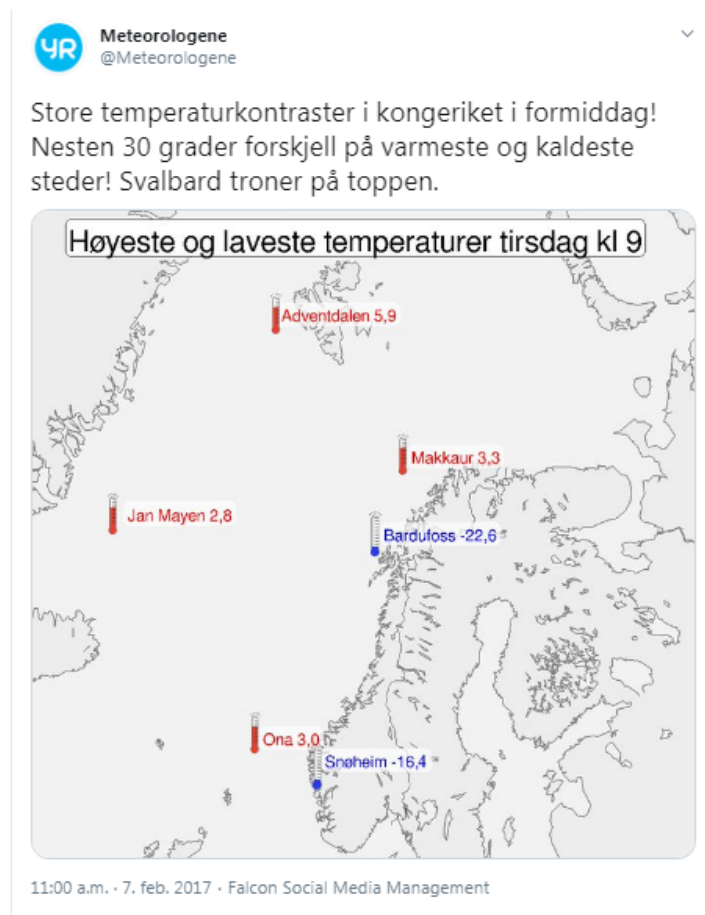 YR
Meteorologene
@Meteorologene
Store temperaturkontraster i kongeriket i formiddag!
Nesten 30 grader forskjell på varmeste og kaldeste
steder! Svalbard troner på toppen.
Høyeste og laveste temperaturer tirsdag kl 9
Adventdalen 5,9
Makkaur 3,3
Jan Mayen 2,8
Bardufoss -22,6
Ona 3,0
Snøheim -16,4
11:00 a.m. · 7. feb. 2017 · Falcon Social Media Management